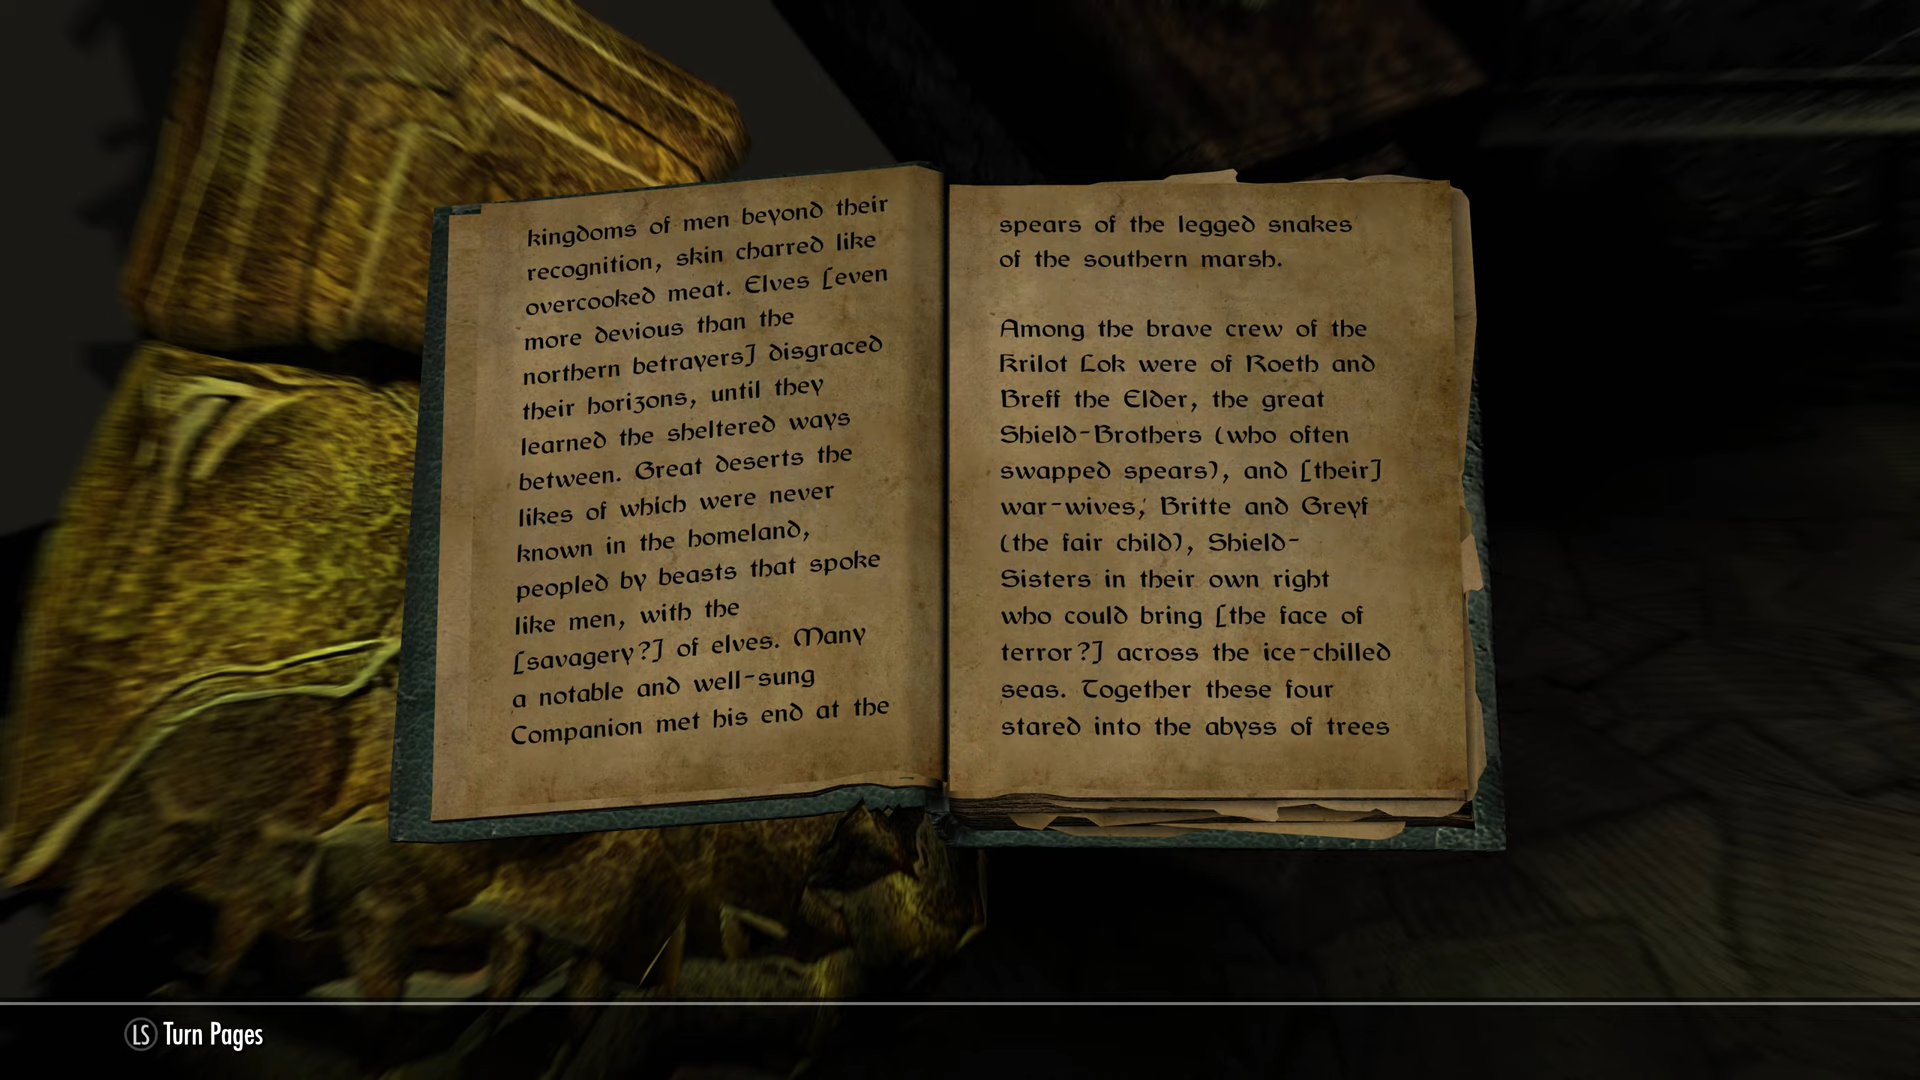 kingdoms of men beyond their
recognition, skin charred like
overcooked meat. Elves [even
more devious than the
northern betrayers] disgraced
their horizons, until they
learned the sheltered ways
between. Great deserts the
likes of which were never
known in the homeland,
peopled by beasts that spoke
like men, with the
[savagery?] of elves. Many
a notable and well-sung
Companion met his end at the
spears of the legged snakes
of the southern marsh.
Among the brave crew of the
Krilot Lok were of Roeth and
Breff the Elder, the great
Shield-Brothers (who often
swapped spears), and [their]
war-wives; Britte and Greyf
(the fair child), Shield-
Sisters in their own right
who could bring [the face of
terror?] across the ice-chilled
seas. Together these four
stared into the abyss of trees
LS Turn Pages